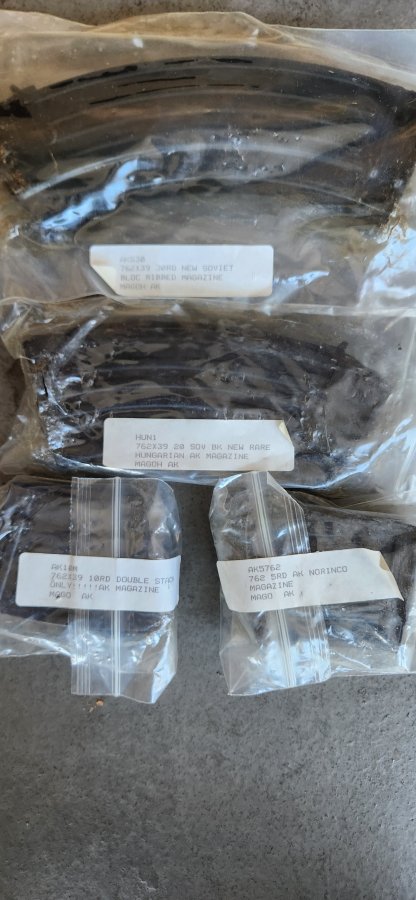 AKS30
762X39 30RD NEW SOVIET
BLOC RIBBED MAGAZINE
MAGOH AK
HUN1
762X39 20 SOV BK NEW RARE
HUNGARIAN AK MAGAZINE
MAGOH AK
AK10M
762X39 10RD DOUBLE STACK
ONLY!!!!!AK MAGAZINE
MAGO AK
AK5762
762 5RD AK NORINCO
MAGAZINE
MAGO AK